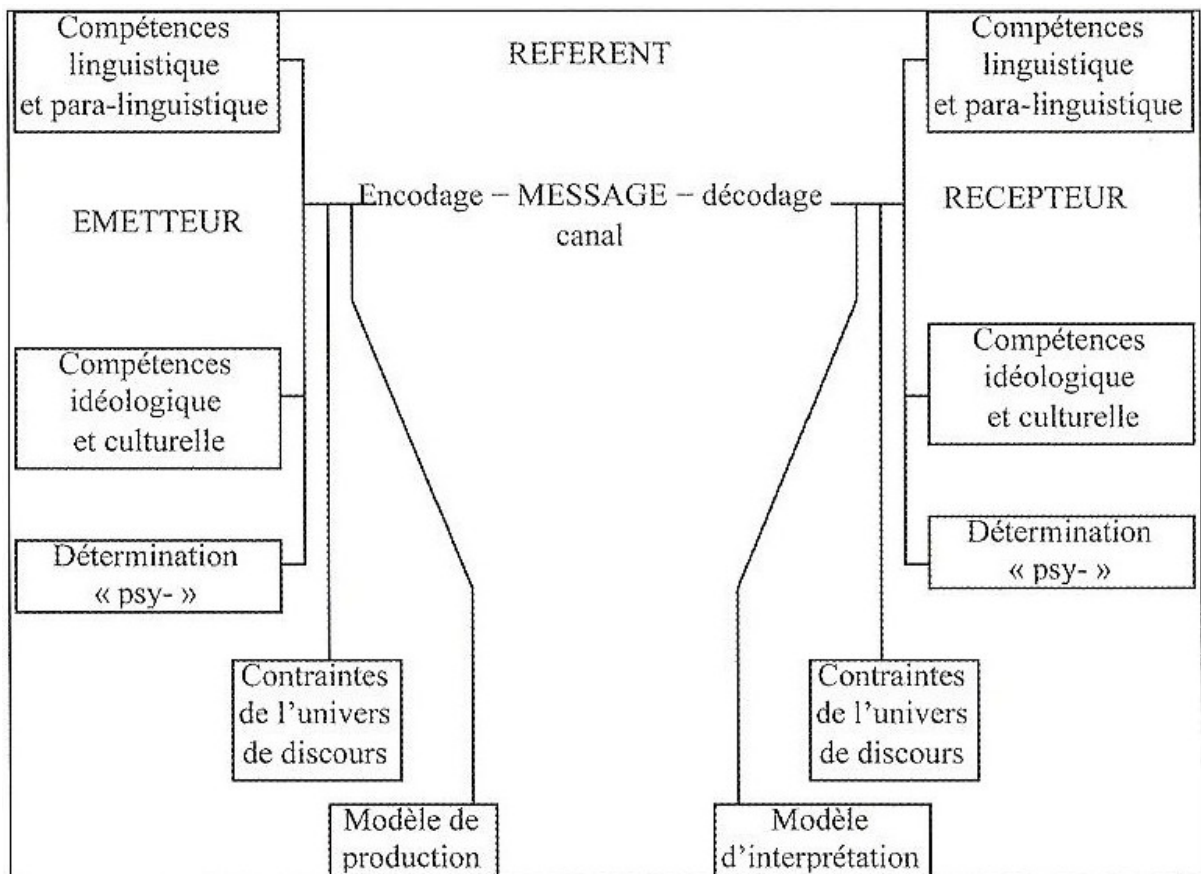 Compétences
linguistique
et para-linguistique
REFERENT
Compétences
linguistique
et para-linguistique
EMETTEUR
Encodage – MESSAGE – décodage
canal
RECEPTEUR
Compétences
idéologique
et culturelle
Compétences
idéologique
et culturelle
Détermination
« psy- »
Détermination
« psy- »
Contraintes
de l’univers
de discours
Contraintes
de l’univers
de discours
Modèle de
production
Modèle
d’interprétation